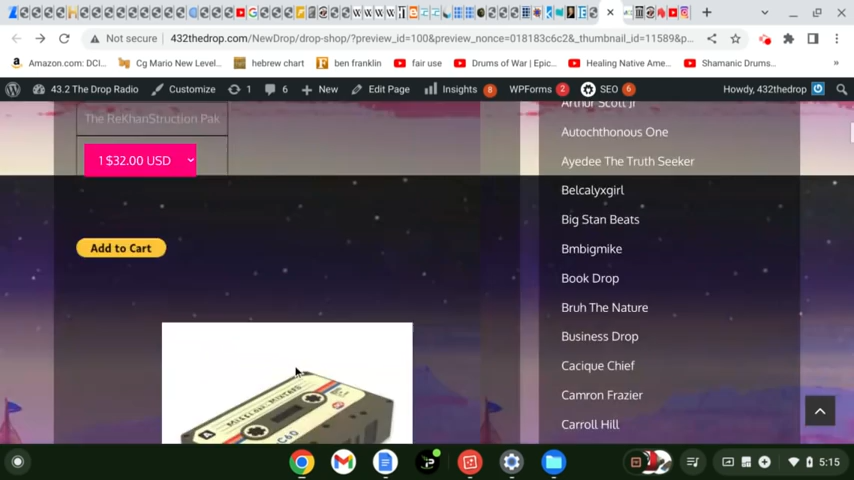 Not secure
432thedrop.com/NewDrop/drop-shop/?preview_id=100&preview_nonce=018183c6c2&_thumbnail_id=11589&p...
Amazon.com: DCI...
Cg Mario New Level...
hebrew chart
ben franklin
fair use
Drums of War | Epic...
Healing Native Ame...
Shamanic Drums...
43.2 The Drop Radio
Customize
1
6
New
Edit Page
Insights 8
WPForms 2
SEO 6
Howdy, 432thedrop
The ReKhanStruction Pak
1 $32.00 USD
Add to Cart
A
MIXTAPE
C60
Arthur Scott Jr
Autochthonous One
Ayedee The Truth Seeker
Belcalyxgirl
Big Stan Beats
Bmbigmike
Book Drop
Bruh The Nature
Business Drop
Cacique Chief
Camron Frazier
Carroll Hill
5:15